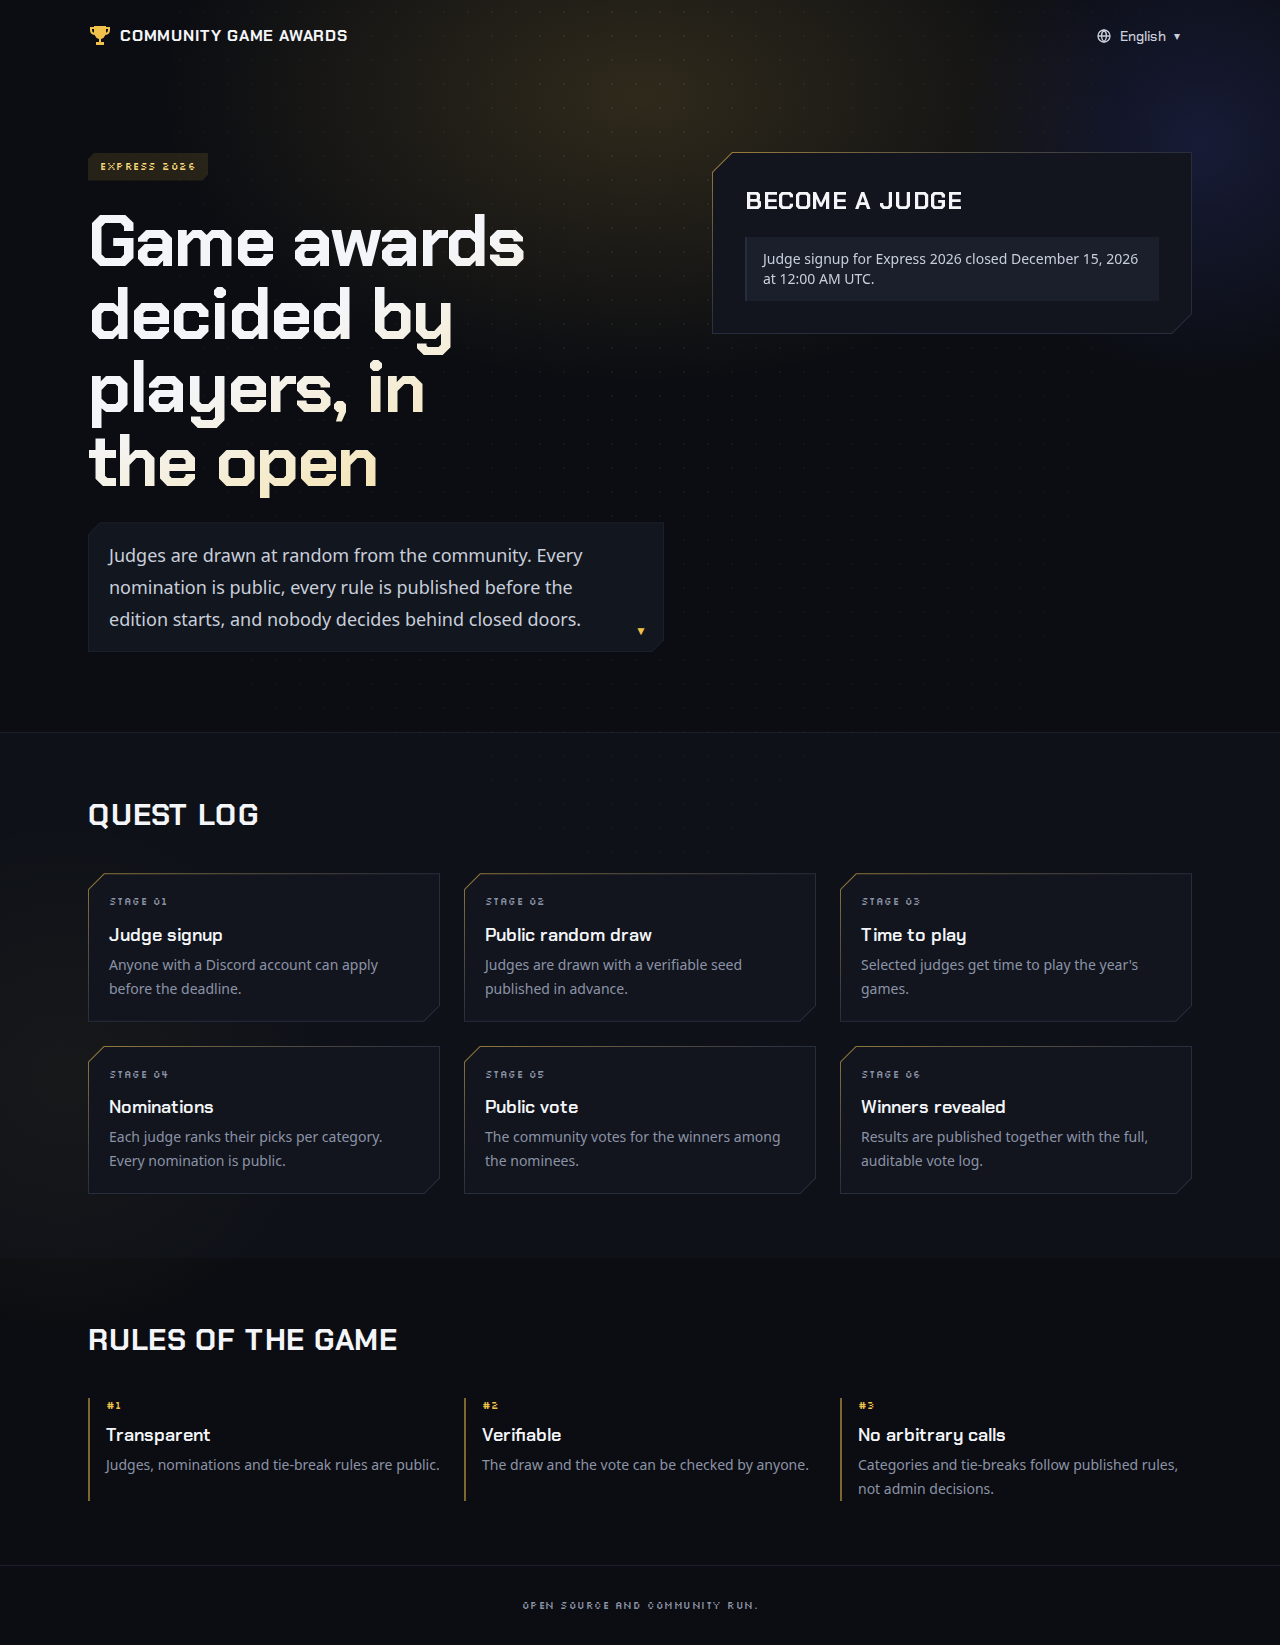 COMMUNITY GAME AWARDS
English ▾
EXPRESS 2026
Game awards
decided by
players, in
the open
Judges are drawn at random from the community. Every
nomination is public, every rule is published before the
edition starts, and nobody decides behind closed doors.
▼
BECOME A JUDGE
Judge signup for Express 2026 closed December 15, 2026
at 12:00 AM UTC.
QUEST LOG
STAGE 01
Judge signup
Anyone with a Discord account can apply
before the deadline.
STAGE 02
Public random draw
Judges are drawn with a verifiable seed
published in advance.
STAGE 03
Time to play
Selected judges get time to play the year's
games.
STAGE 04
Nominations
Each judge ranks their picks per category.
Every nomination is public.
STAGE 05
Public vote
The community votes for the winners among
the nominees.
STAGE 06
Winners revealed
Results are published together with the full,
auditable vote log.
RULES OF THE GAME
#1
Transparent
Judges, nominations and tie-break rules are public.
#2
Verifiable
The draw and the vote can be checked by anyone.
#3
No arbitrary calls
Categories and tie-breaks follow published rules,
not admin decisions.
OPEN SOURCE AND COMMUNITY RUN.